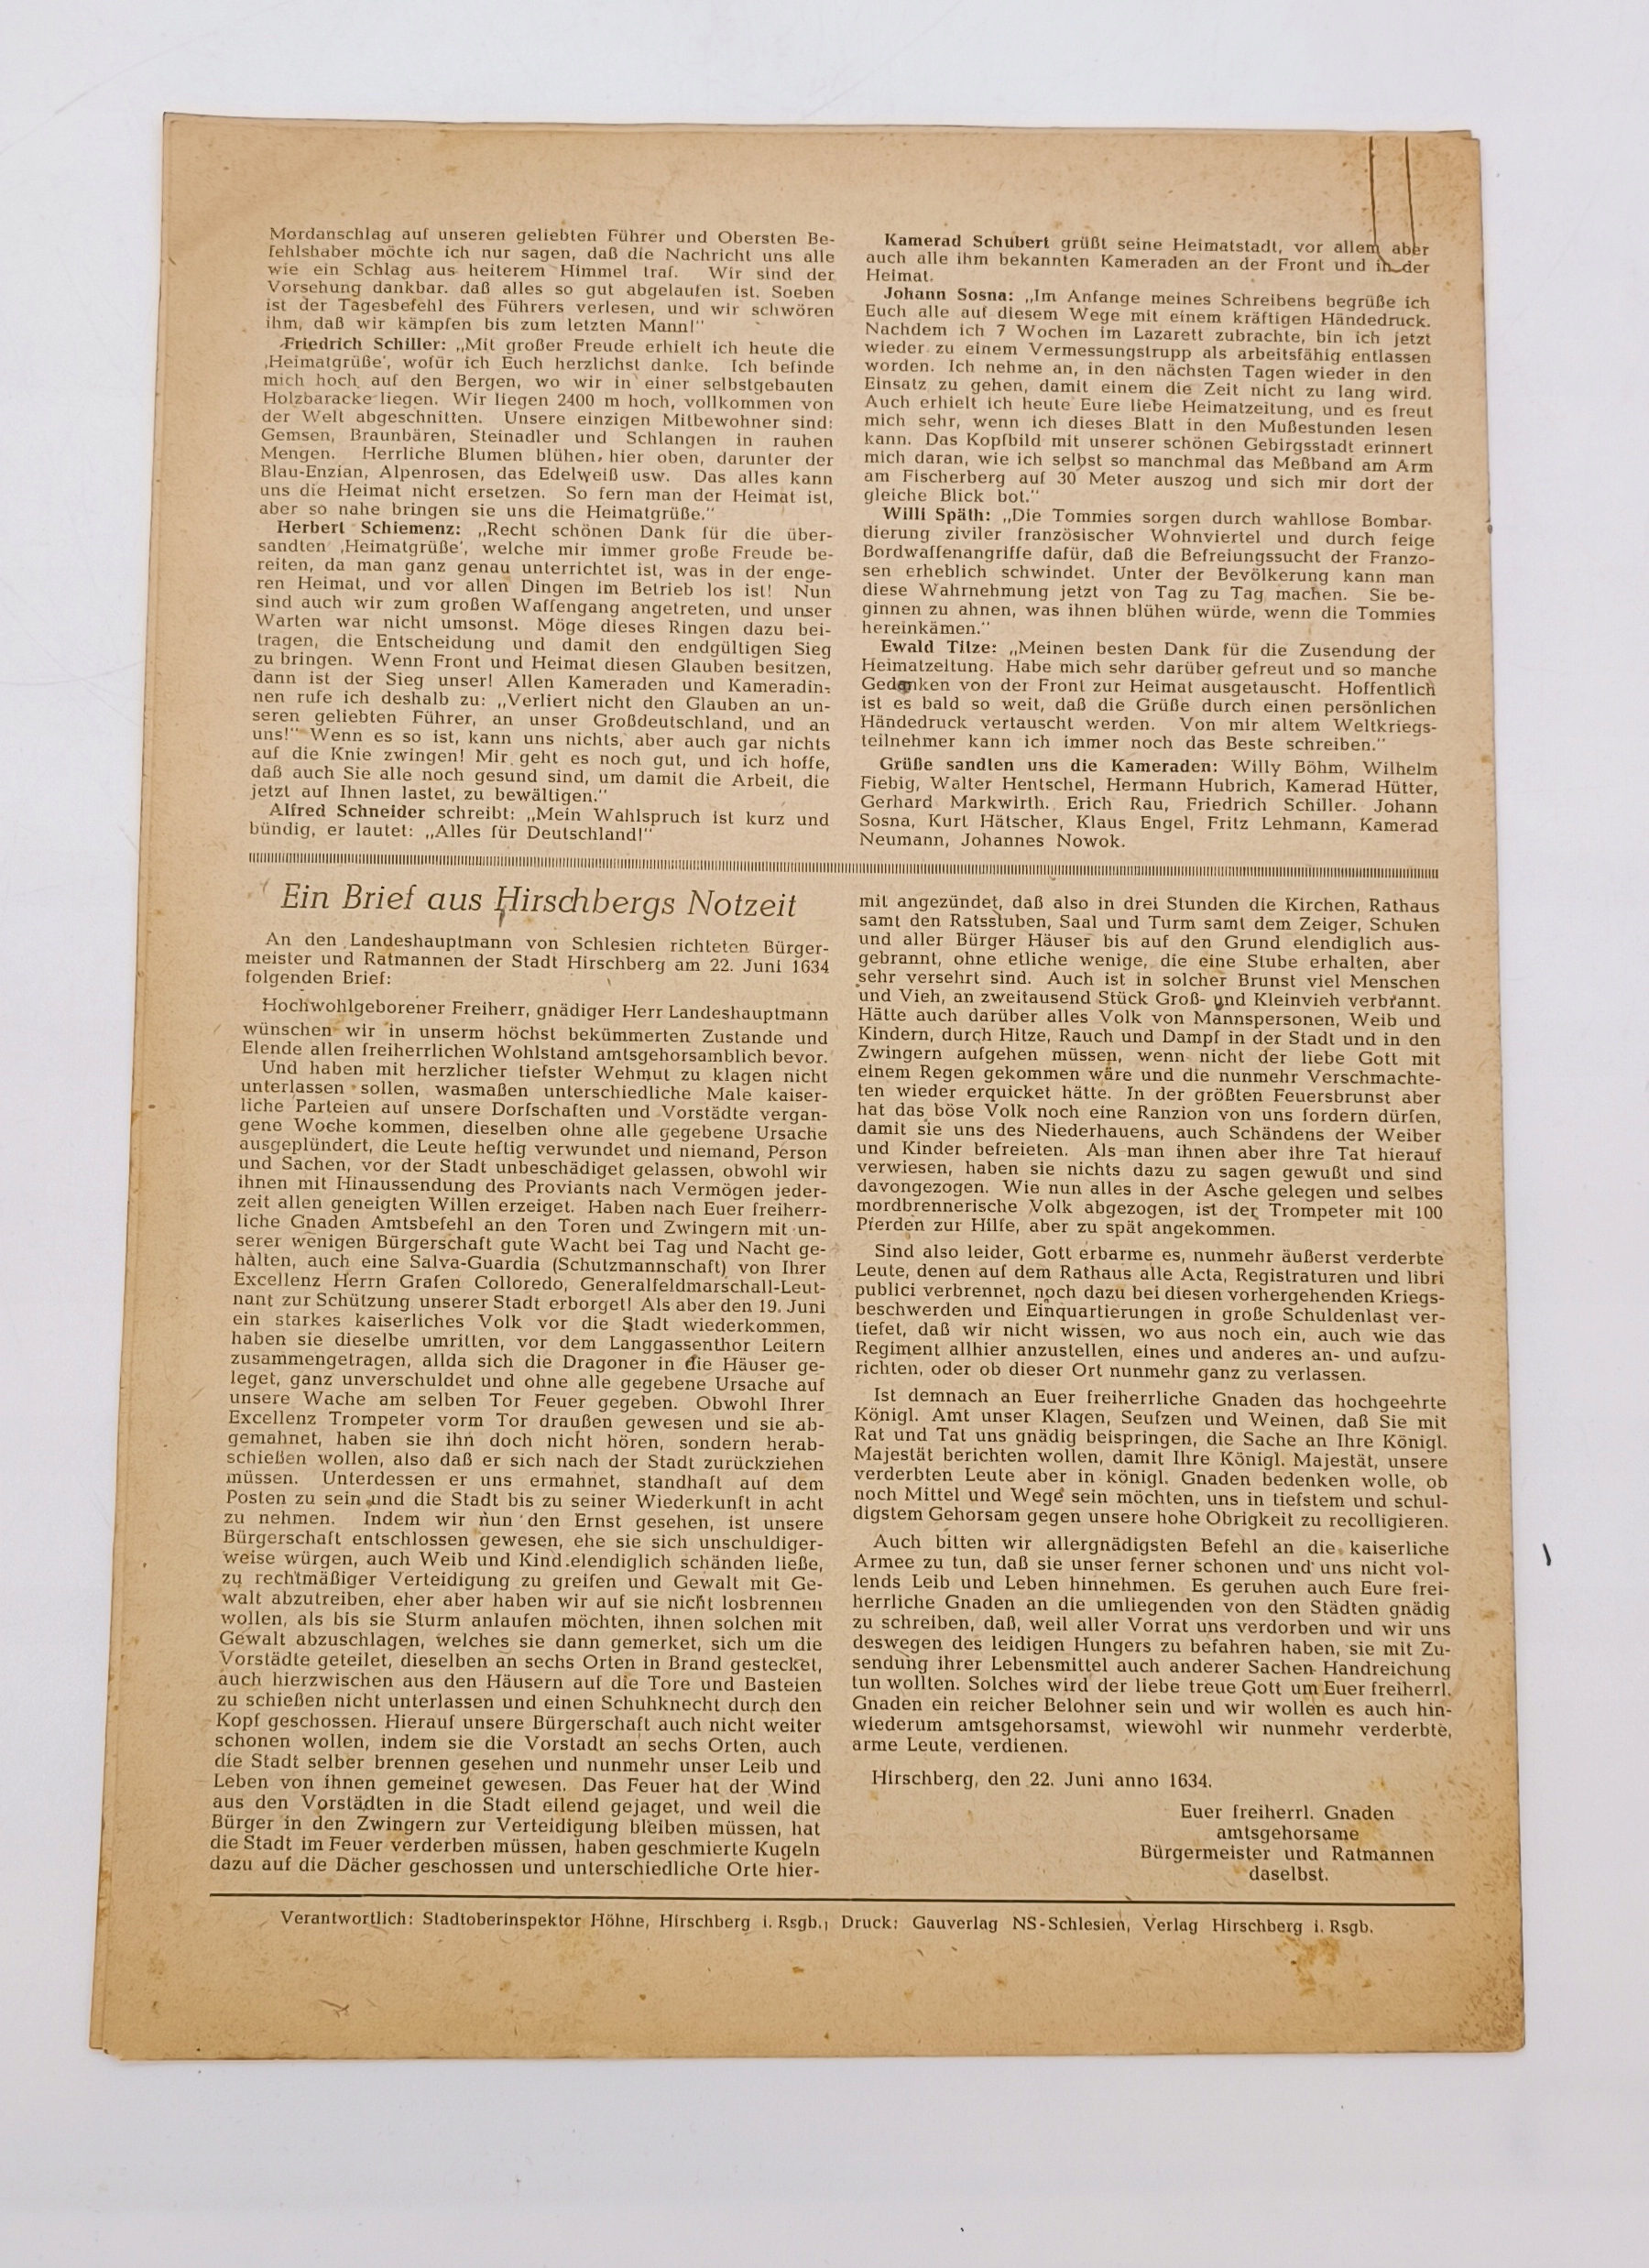 Mordanschlag auf unseren geliebten Führer und Obersten Be-
fehlshaber möchte ich nur sagen, daß die Nachricht uns alle
wie ein Schlag aus heiterem Himmel traf. Wir sind der
Vorsehung dankbar. daß alles so gut abgelaufen ist. Soeben
ist der Tagesbefehl des Führers verlesen, und wir schwören
ihm, daß wir kämpfen bis zum letzten Mann!“
Friedrich Schiller: „Mit großer Freude erhielt ich heute die
‚Heimatgrüße‘, wofür ich Euch herzlichst danke. Ich befinde
mich hoch auf den Bergen, wo wir in einer selbstgebauten
Holzbaracke liegen. Wir liegen 2400 m hoch, vollkommen von
der Welt abgeschnitten. Unsere einzigen Mitbewohner sind:
Gemsen, Braunbären, Steinadler und Schlangen in rauhen
Mengen. Herrliche Blumen blühen hier oben, darunter der
Blau-Enzian, Alpenrosen, das Edelweiß usw. Das alles kann
uns die Heimat nicht ersetzen. So fern man der Heimat ist,
aber so nahe bringen sie uns die Heimatgrüße.“
Herbert Schiemenz: „Recht schönen Dank für die über-
sandten ‚Heimatgrüße‘, welche mir immer große Freude be-
reiten, da man ganz genau unterrichtet ist, was in der enge-
ren Heimat, und vor allen Dingen im Betrieb los ist! Nun
sind auch wir zum großen Waffengang angetreten, und unser
Warten war nicht umsonst. Möge dieses Ringen dazu bei-
tragen, die Entscheidung und damit den endgültigen Sieg
zu bringen. Wenn Front und Heimat diesen Glauben besitzen,
dann ist der Sieg unser! Allen Kameraden und Kameradin-
nen rufe ich deshalb zu: „Verliert nicht den Glauben an un-
seren geliebten Führer, an unser Großdeutschland, und an
uns!“ Wenn es so ist, kann uns nichts, aber auch gar nichts
auf die Knie zwingen! Mir geht es noch gut, und ich hoffe,
daß auch Sie alle noch gesund sind, um damit die Arbeit, die
jetzt auf Ihnen lastet, zu bewältigen.“
Alfred Schneider schreibt: „Mein Wahlspruch ist kurz und
bündig, er lautet: „Alles für Deutschland!“
Kamerad Schubert grüßt seine Heimatstadt, vor allem aber
auch alle ihm bekannten Kameraden an der Front und in der
Heimat.
Johann Sosna: „Im Anfange meines Schreibens begrüße ich
Euch alle auf diesem Wege mit einem kräftigen Händedruck.
Nachdem ich 7 Wochen im Lazarett zubrachte, bin ich jetzt
wieder zu einem Vermessungstrupp als arbeitsfähig entlassen
worden. Ich nehme an, in den nächsten Tagen wieder in den
Einsatz zu gehen, damit einem die Zeit nicht zu lang wird.
Auch erhielt ich heute Eure liebe Heimatzeitung, und es freut
mich sehr, wenn ich dieses Blatt in den Mußestunden lesen
kann. Das Kopfbild mit unserer schönen Gebirgsstadt erinnert
mich daran, wie ich selbst so manchmal das Meßband am Arm
am Fischerberg auf 30 Meter auszog und sich mir dort der
gleiche Blick bot.“
Willi Späth: „Die Tommies sorgen durch wahllose Bombar-
dierung ziviler französischer Wohnviertel und durch feige
Bordwaffenangriffe dafür, daß die Befreiungssucht der Franzo-
sen erheblich schwindet. Unter der Bevölkerung kann man
diese Wahrnehmung jetzt von Tag zu Tag machen. Sie be-
ginnen zu ahnen, was ihnen blühen würde, wenn die Tommies
hereinkämen.“
Ewald Titze: „Meinen besten Dank für die Zusendung der
Heimatzeitung. Habe mich sehr darüber gefreut und so manche
Gedanken von der Front zur Heimat ausgetauscht. Hoffentlich
ist es bald so weit, daß die Grüße durch einen persönlichen
Händedruck vertauscht werden. Von mir altem Weltkriegs-
teilnehmer kann ich immer noch das Beste schreiben.“
Grüße sandten uns die Kameraden: Willy Böhm, Wilhelm
Fiebig, Walter Hentschel, Hermann Hubrich, Kamerad Hütter,
Gerhard Markwirth. Erich Rau, Friedrich Schiller. Johann
Sosna, Kurt Hätscher, Klaus Engel, Fritz Lehmann, Kamerad
Neumann, Johannes Nowok.
Ein Brief aus Hirschbergs Notzeit
An den Landeshauptmann von Schlesien richteten Bürger-
meister und Ratmannen der Stadt Hirschberg am 22. Juni 1634
folgenden Brief:
Hochwohlgeborener Freiherr, gnädiger Herr Landeshauptmann
wünschen wir in unserm höchst bekümmerten Zustande und
Elende allen freiherrlichen Wohlstand amtsgehorsamblich bevor.
Und haben mit herzlicher tiefster Wehmut zu klagen nicht
unterlassen sollen, wasmaßen unterschiedliche Male kaiser-
liche Parteien auf unsere Dorfschaften und Vorstädte vergan-
gene Woche kommen, dieselben ohne alle gegebene Ursache
ausgeplündert, die Leute heftig verwundet und niemand, Person
und Sachen, vor der Stadt unbeschädiget gelassen, obwohl wir
ihnen mit Hinaussendung des Proviants nach Vermögen jeder-
zeit allen geneigten Willen erzeiget. Haben nach Euer freiherr-
liche Gnaden Amtsbefehl an den Toren und Zwingern mit un-
serer wenigen Bürgerschaft gute Wacht bei Tag und Nacht ge-
halten, auch eine Salva-Guardia (Schutzmannschaft) von Ihrer
Excellenz Herrn Grafen Colloredo, Generalfeldmarschall-Leut-
nant zur Schützung unserer Stadt erborget! Als aber den 19. Juni
ein starkes kaiserliches Volk vor die Stadt wiederkommen,
haben sie dieselbe umritten, vor dem Langgassenthor Leitern
zusammengetragen, allda sich die Dragoner in die Häuser ge-
leget, ganz unverschuldet und ohne alle gegebene Ursache auf
unsere Wache am selben Tor Feuer gegeben. Obwohl Ihrer
Excellenz Trompeter vorm Tor draußen gewesen und sie ab-
gemahnet, haben sie ihn doch nicht hören, sondern herab-
schießen wollen, also daß er sich nach der Stadt zurückziehen
müssen. Unterdessen er uns ermahnet, standhaft auf dem
Posten zu sein und die Stadt bis zu seiner Wiederkunft in acht
zu nehmen. Indem wir nun den Ernst gesehen, ist unsere
Bürgerschaft entschlossen gewesen, ehe sie sich unschuldiger-
weise würgen, auch Weib und Kind elendiglich schänden ließe,
zu rechtmäßiger Verteidigung zu greifen und Gewalt mit Ge-
walt abzutreiben, eher aber haben wir auf sie nicht losbrennen
wollen, als bis sie Sturm anlaufen möchten, ihnen solchen mit
Gewalt abzuschlagen, welches sie dann gemerket, sich um die
Vorstädte geteilet, dieselben an sechs Orten in Brand gestecket,
auch hierzwischen aus den Häusern auf die Tore und Basteien
zu schießen nicht unterlassen und einen Schuhknecht durch den
Kopf geschossen. Hierauf unsere Bürgerschaft auch nicht weiter
schonen wollen, indem sie die Vorstadt an sechs Orten, auch
die Stadt selber brennen gesehen und nunmehr unser Leib und
Leben von ihnen gemeinet gewesen. Das Feuer hat der Wind
aus den Vorstädten in die Stadt eilend gejaget, und weil die
Bürger in den Zwingern zur Verteidigung bleiben müssen, hat
die Stadt im Feuer verderben müssen, haben geschmierte Kugeln
dazu auf die Dächer geschossen und unterschiedliche Orte hier-
mit angezündet, daß also in drei Stunden die Kirchen, Rathaus
samt den Ratsstuben, Saal und Turm samt dem Zeiger, Schulen
und aller Bürger Häuser bis auf den Grund elendiglich aus-
gebrannt, ohne etliche wenige, die eine Stube erhalten, aber
sehr versehrt sind. Auch ist in solcher Brunst viel Menschen
und Vieh, an zweitausend Stück Groß- und Kleinvieh verbrannt.
Hätte auch darüber alles Volk von Mannspersonen, Weib und
Kindern, durch Hitze, Rauch und Dampf in der Stadt und in den
Zwingern aufgehen müssen, wenn nicht der liebe Gott mit
einem Regen gekommen wäre und die nunmehr Verschmachte-
ten wieder erquicket hätte. In der größten Feuersbrunst aber
hat das böse Volk noch eine Ranzion von uns fordern dürfen,
damit sie uns des Niederhauens, auch Schändens der Weiber
und Kinder befreieten. Als man ihnen aber ihre Tat hierauf
verwiesen, haben sie nichts dazu zu sagen gewußt und sind
davongezogen. Wie nun alles in der Asche gelegen und selbes
mordbrennerische Volk abgezogen, ist der Trompeter mit 100
Pferden zur Hilfe, aber zu spät angekommen.
Sind also leider, Gott erbarme es, nunmehr äußerst verderbte
Leute, denen auf dem Rathaus alle Acta, Registraturen und libri
publici verbrennet, noch dazu bei diesen vorhergehenden Kriegs-
beschwerden und Einquartierungen in große Schuldenlast ver-
tiefet, daß wir nicht wissen, wo aus noch ein, auch wie das
Regiment allhier anzustellen, eines und anderes an- und aufzu-
richten, oder ob dieser Ort nunmehr ganz zu verlassen.
Ist demnach an Euer freiherrliche Gnaden das hochgeehrte
Königl. Amt unser Klagen, Seufzen und Weinen, daß Sie mit
Rat und Tat uns gnädig beispringen, die Sache an Ihre Königl.
Majestät berichten wollen, damit Ihre Königl. Majestät, unsere
verderbten Leute aber in königl. Gnaden bedenken wolle, ob
noch Mittel und Wege sein möchten, uns in tiefstem und schul-
digstem Gehorsam gegen unsere hohe Obrigkeit zu recolligieren.
Auch bitten wir allergnädigsten Befehl an die kaiserliche
Armee zu tun, daß sie unser ferner schonen und uns nicht vol-
lends Leib und Leben hinnehmen. Es geruhen auch Eure frei-
herrliche Gnaden an die umliegenden von den Städten gnädig
zu schreiben, daß, weil aller Vorrat uns verdorben und wir uns
deswegen des leidigen Hungers zu befahren haben, sie mit Zu-
sendung ihrer Lebensmittel auch anderer Sachen Handreichung
tun wollten. Solches wird der liebe treue Gott um Euer freiherrl.
Gnaden ein reicher Belohner sein und wir wollen es auch hin-
wiederum amtsgehorsamst, wiewohl wir nunmehr verderbte,
arme Leute, verdienen.
Hirschberg, den 22. Juni anno 1634.
Euer freiherrl. Gnaden
amtsgehorsame
Bürgermeister und Ratmannen
daselbst.
Verantwortlich: Stadtoberinspektor Höhne, Hirschberg i. Rsgb., Druck: Gauverlag NS-Schlesien, Verlag Hirschberg i. Rsgb.